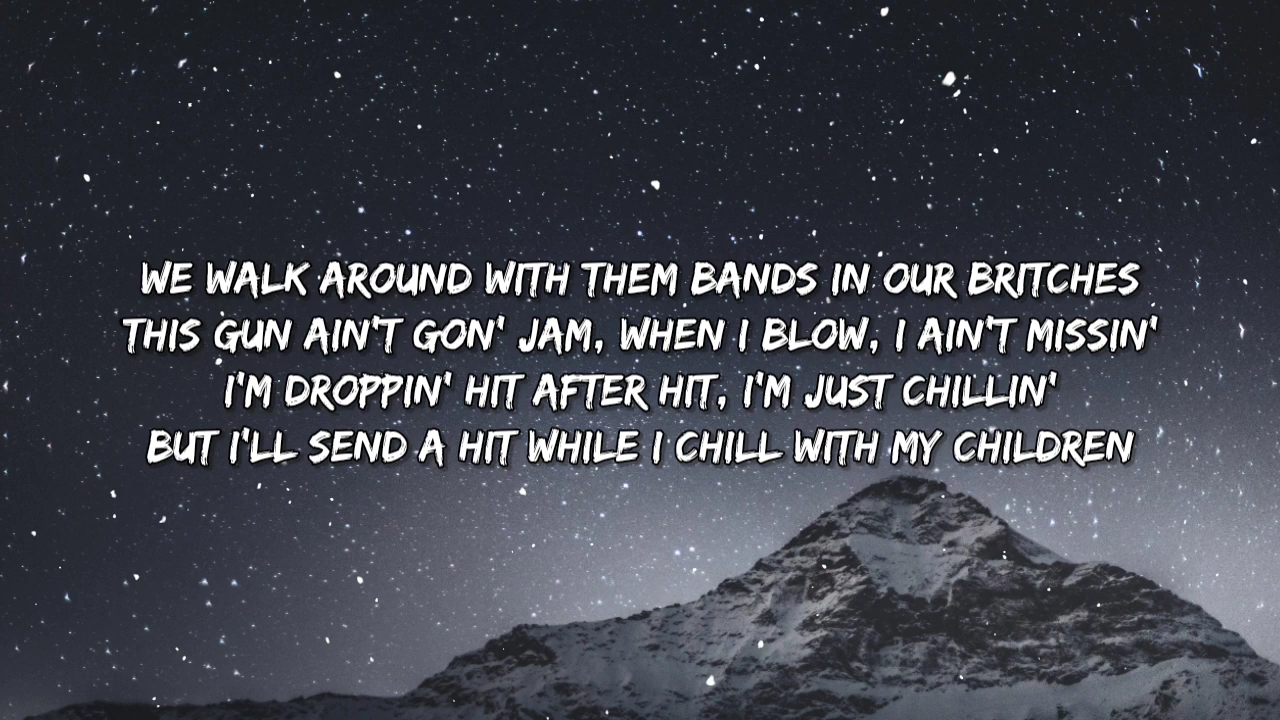 WE WALK AROUND WITH THEM BANDS IN OUR BRITCHES
THIS GUN AIN'T GON' JAM, WHEN I BLOW, I AIN'T MISSIN'
I'M DROPPIN' HIT AFTER HIT, I'M JUST CHILLIN'
BUT I'LL SEND A HIT WHILE I CHILL WITH MY CHILDREN